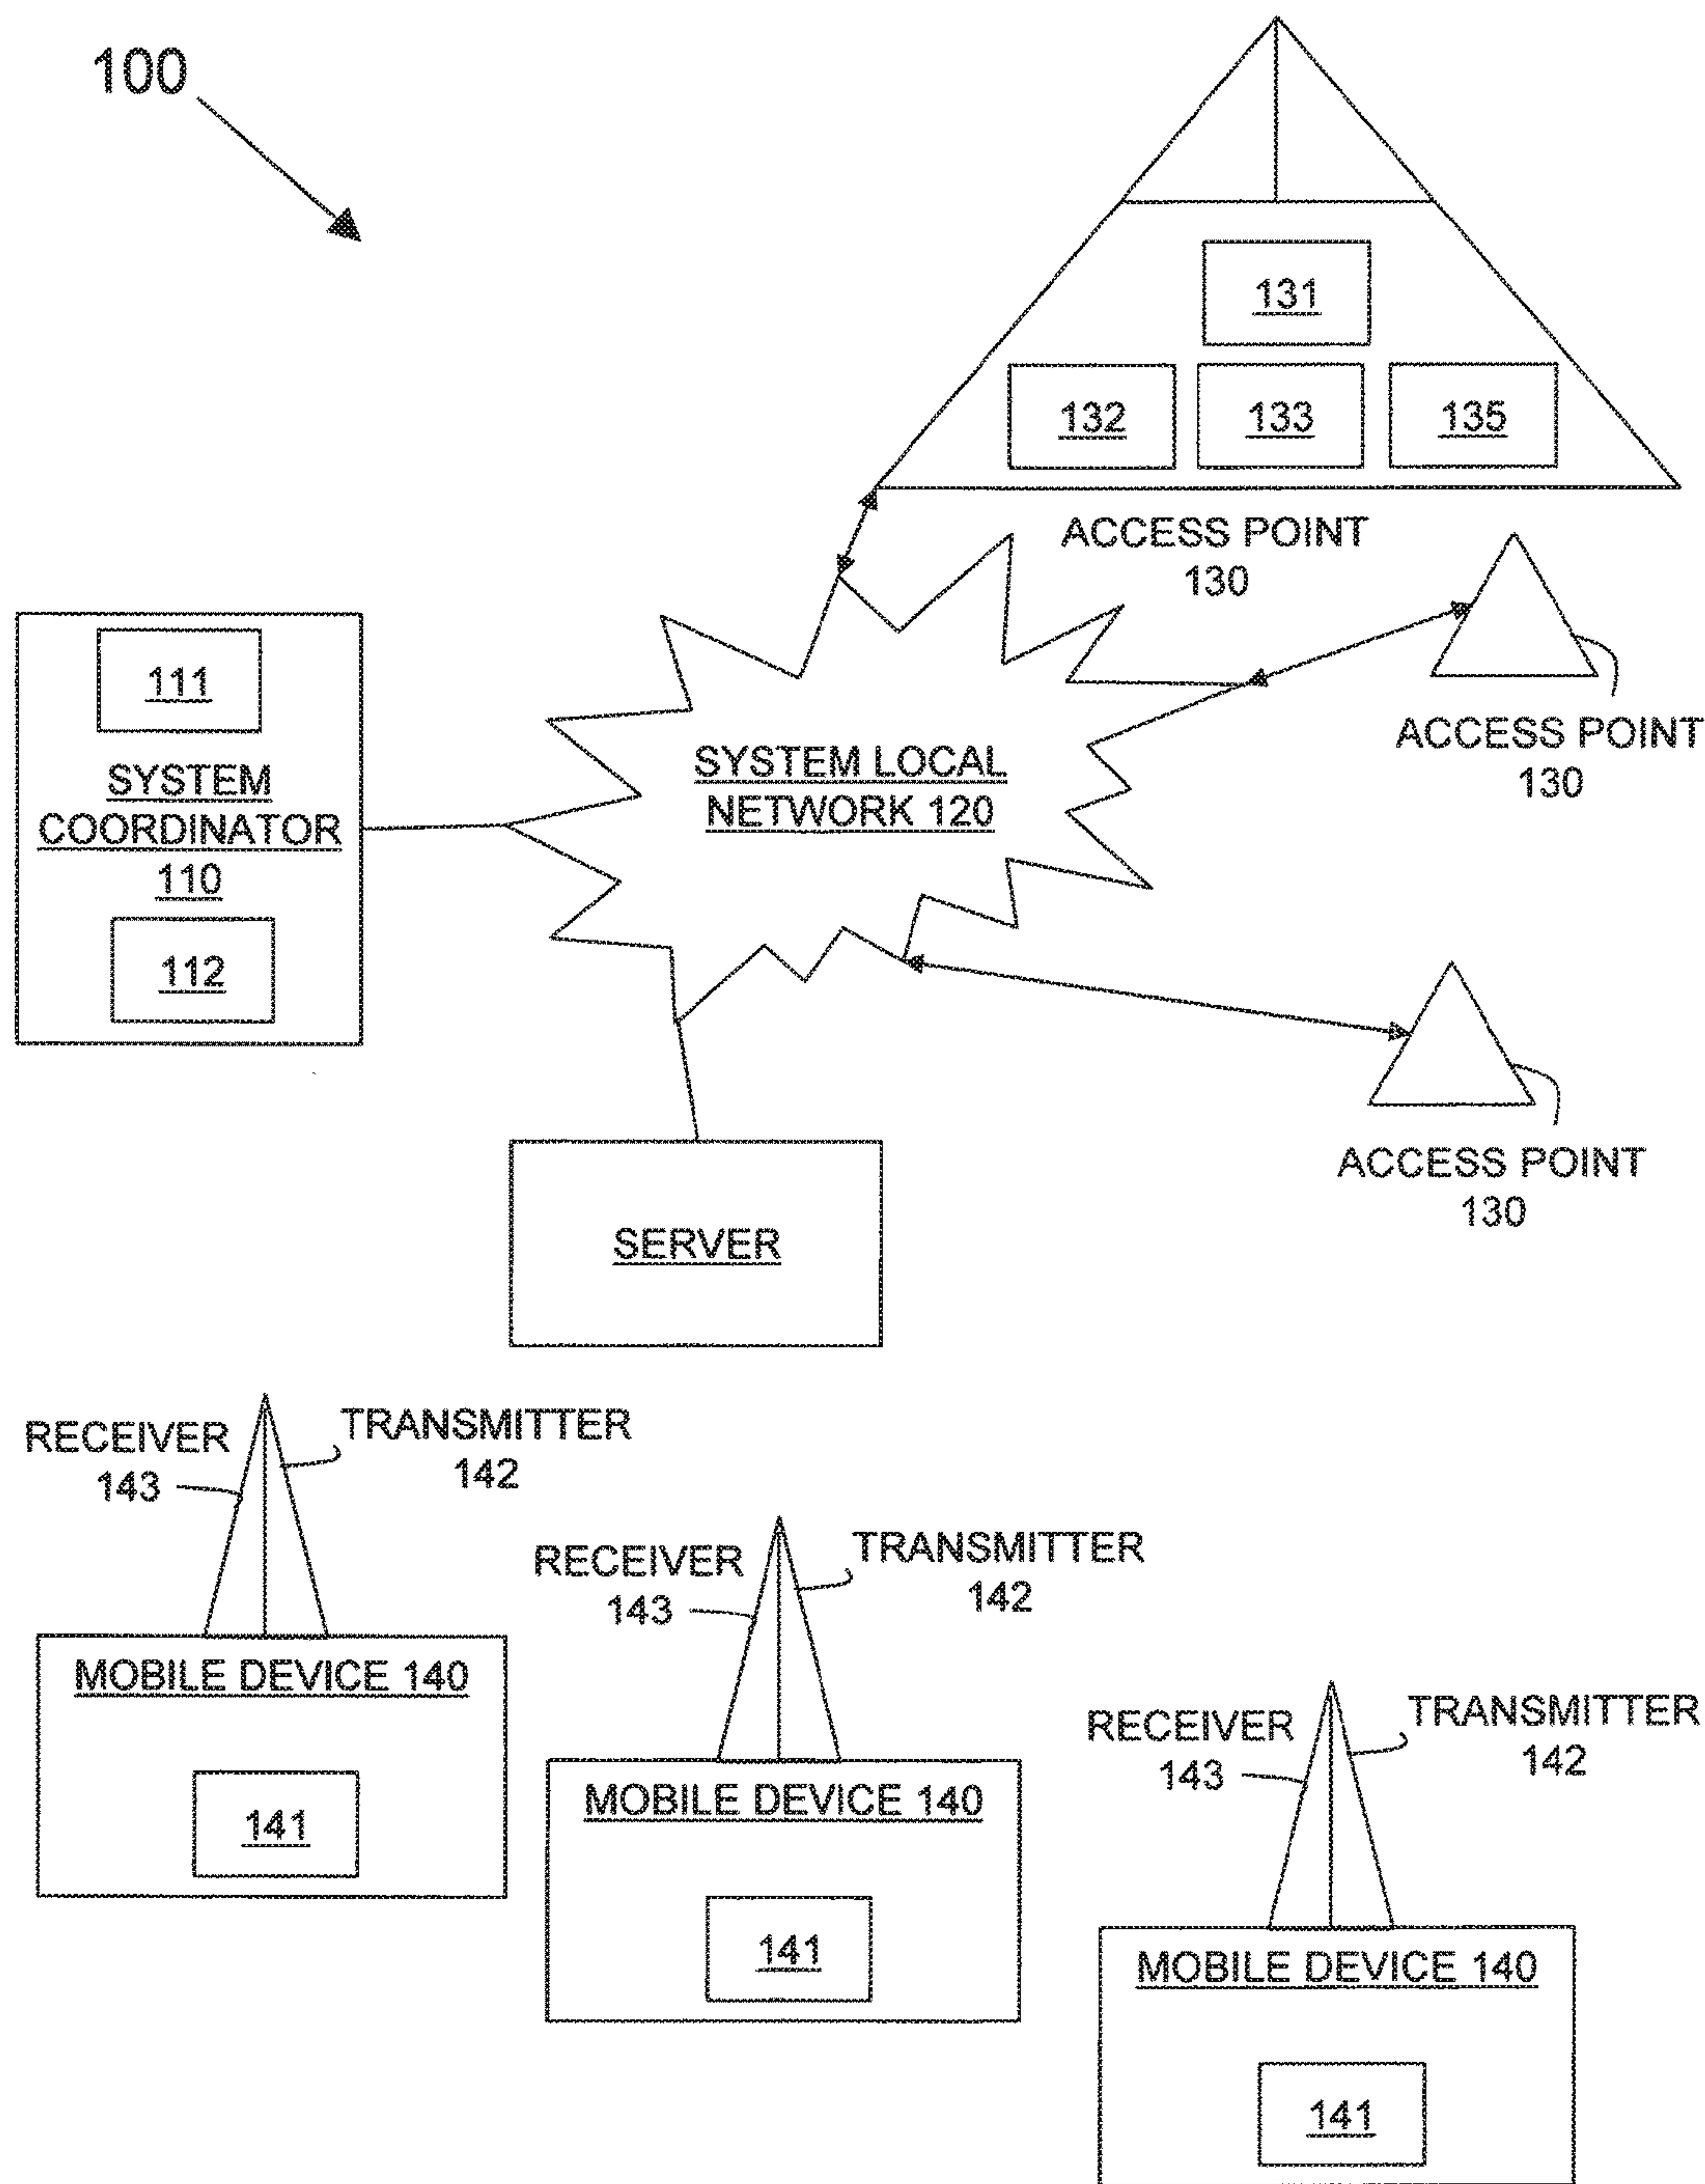 100
131
132
133
135
ACCESS POINT
130
111
SYSTEM
COORDINATOR
110
112
SYSTEM LOCAL
NETWORK 120
ACCESS POINT
130
ACCESS POINT
130
SERVER
RECEIVER
143
TRANSMITTER
142
MOBILE DEVICE 140
141
RECEIVER
143
TRANSMITTER
142
MOBILE DEVICE 140
141
RECEIVER
143
TRANSMITTER
142
MOBILE DEVICE 140
141